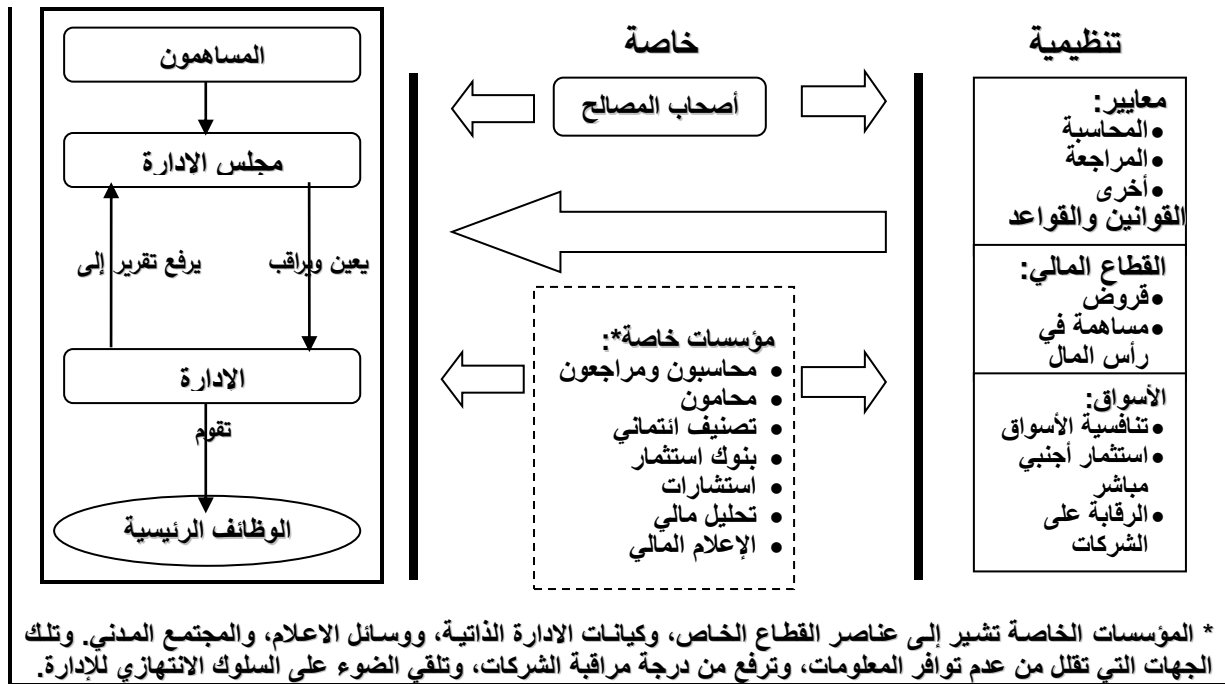 تنظيمية
معايير:
•المحاسبة
•المراجعة
•أخرى
القوانين والقواعد
القطاع المالي:
•قروض
•مساهمة في
رأس المال
الأسواق:
•تنافسية الأسواق
•استثمار أجنبي
مباشر
•الرقابة على
الشركات
خاصة
أصحاب المصالح
مؤسسات خاصة*:
• محاسبون ومراجعون
• محامون
• تصنيف ائتماني
• بنوك استثمار
• استشارات
• تحليل مالي
• الإعلام المالي
المساهمون
مجلس الإدارة
يعين ويراقب
يرفع تقرير إلى
الإدارة
تقوم
الوظائف الرئيسية
* المؤسسات الخاصة تشير إلى عناصر القطاع الخاص، وكيانات الادارة الذاتية، ووسائل الاعلام، والمجتمع المدني. وتلك
الجهات التي تقلل من عدم توافر المعلومات، وترفع من درجة مراقبة الشركات، وتلقي الضوء على السلوك الانتهازي للإدارة.